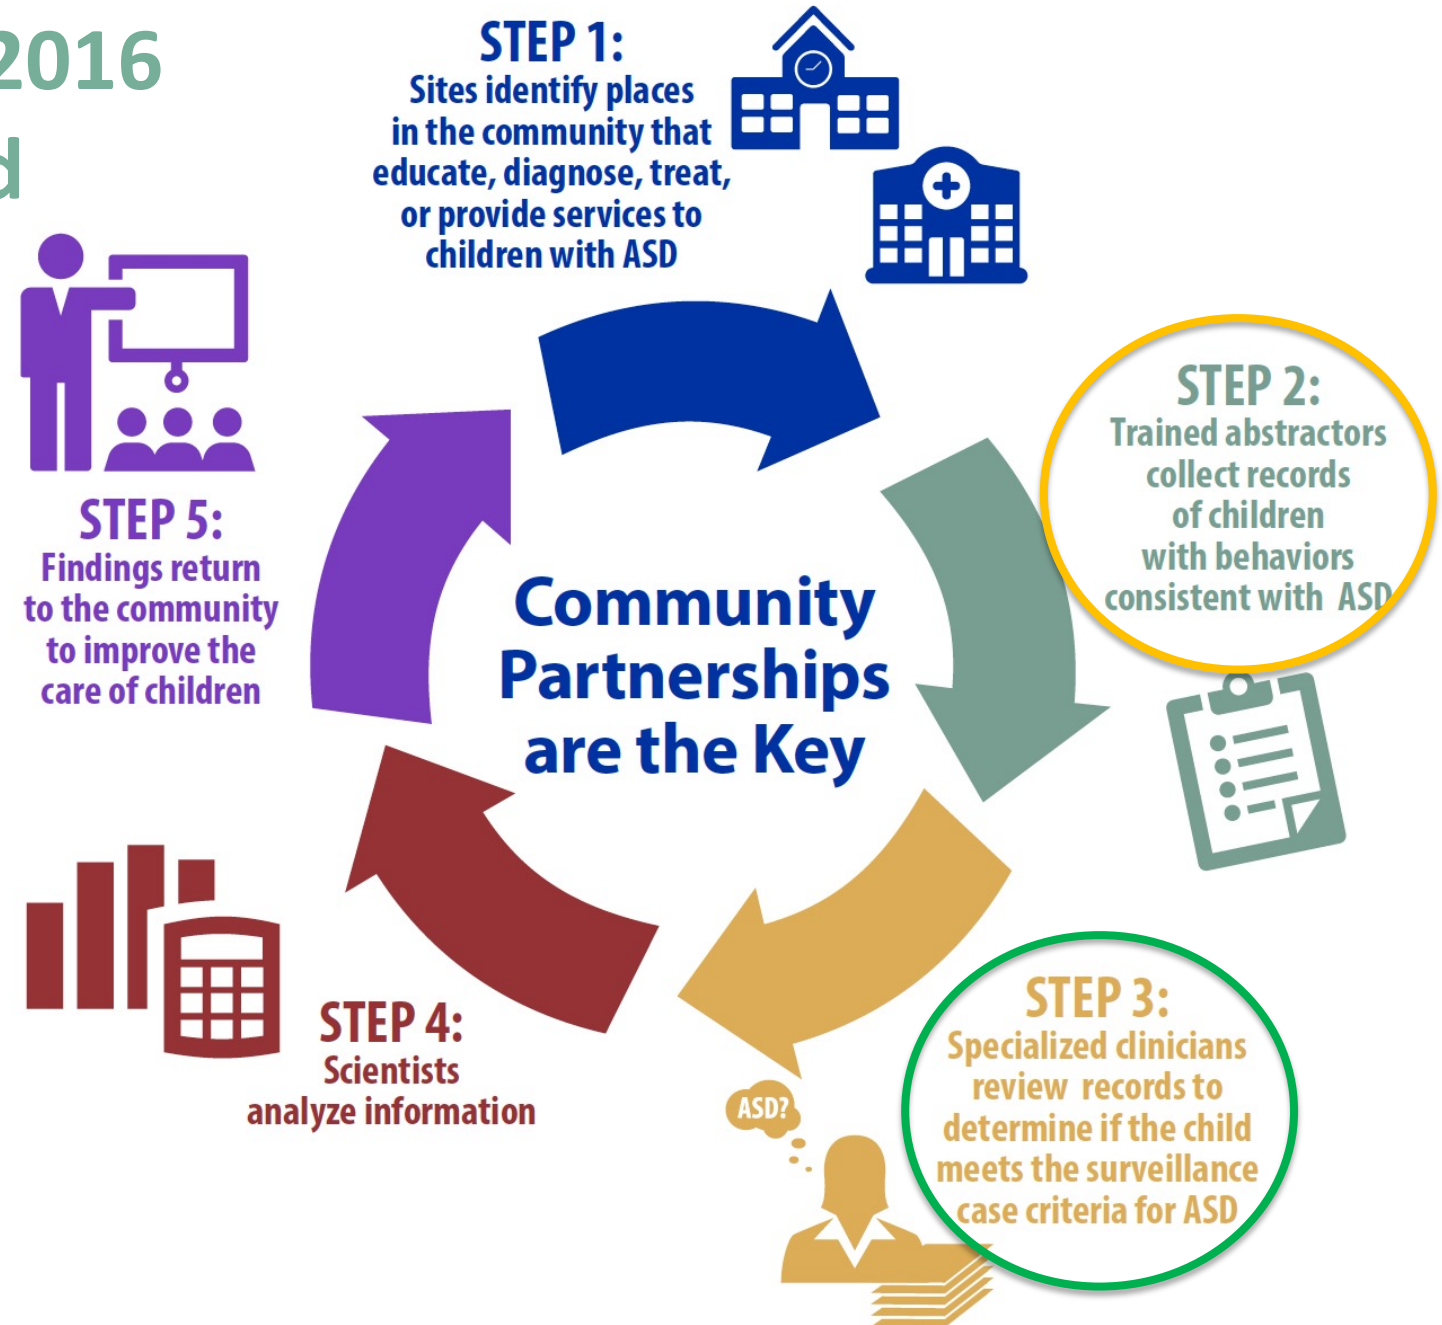 2016
d
STEP 1:
Sites identify places
in the community that
educate, diagnose, treat,
or provide services to
children with ASD
STEP 2:
Trained abstractors
collect records
of children
with behaviors
consistent with ASD
STEP 5:
Findings return
to the community
to improve the
care of children
Community
Partnerships
are the Key
STEP 3:
Specialized clinicians
review records to
determine if the child
meets the surveillance
case criteria for ASD
STEP 4:
Scientists
analyze information
ASD?